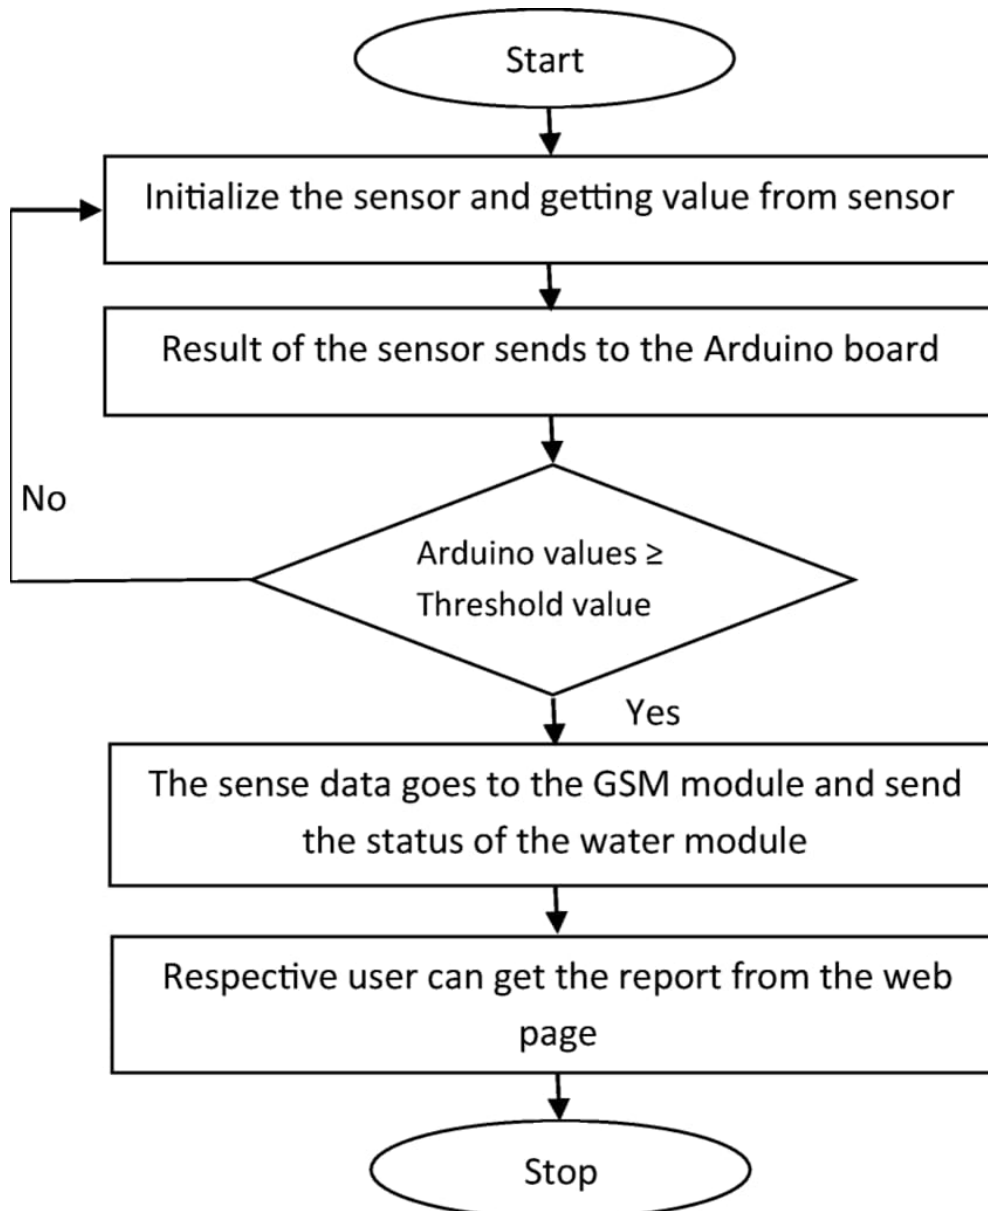 Start
Initialize the sensor and getting value from sensor
Result of the sensor sends to the Arduino board
No
Arduino values ≥
Threshold value
Yes
The sense data goes to the GSM module and send
the status of the water module
Respective user can get the report from the web
page
Stop